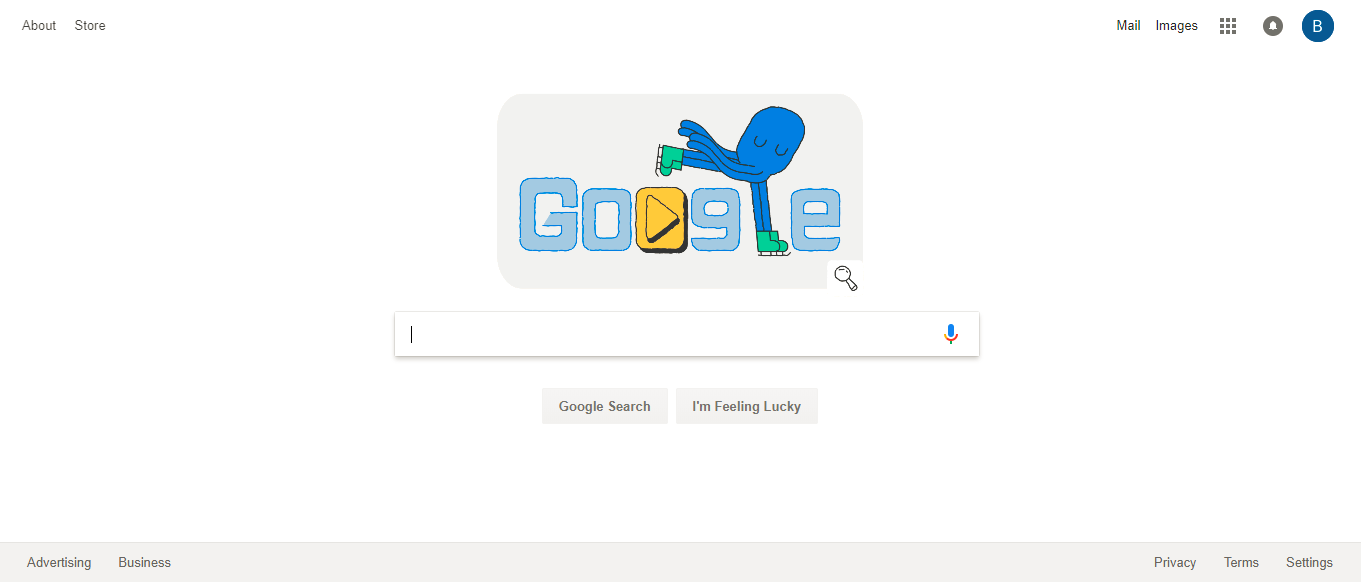 About Store Mail Images B
Google
Google Search I'm Feeling Lucky
Advertising Business Privacy Terms Settings